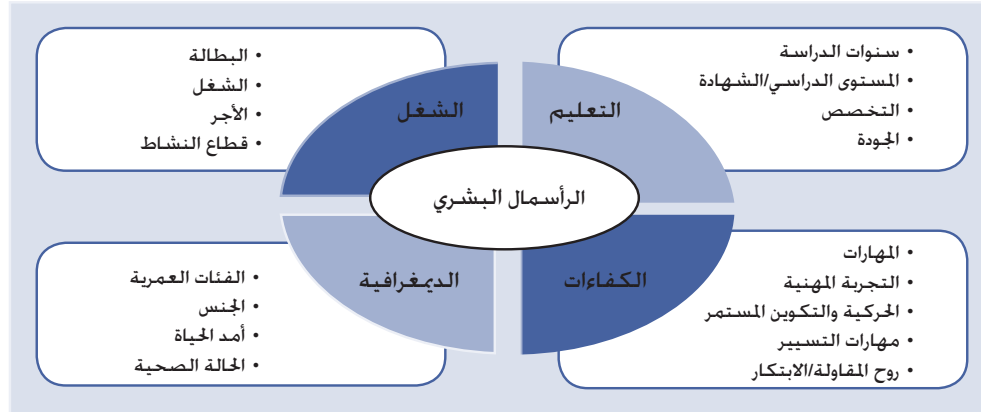 • سنوات الدراسة
• المستوى الدراسي/الشهادة
• التخصص
• الجودة
التعليم
• البطالة
• الشغل
• الأجر
• قطاع النشاط
الشغل
الرأسمال البشري
• المهارات
• التجربة المهنية
• الحركية والتكوين المستمر
• مهارات التسيير
• روح المقاولة/الابتكار
الكفاءات
• الفئات العمرية
• الجنس
• أمد الحياة
• الحالة الصحية
الديمغرافية